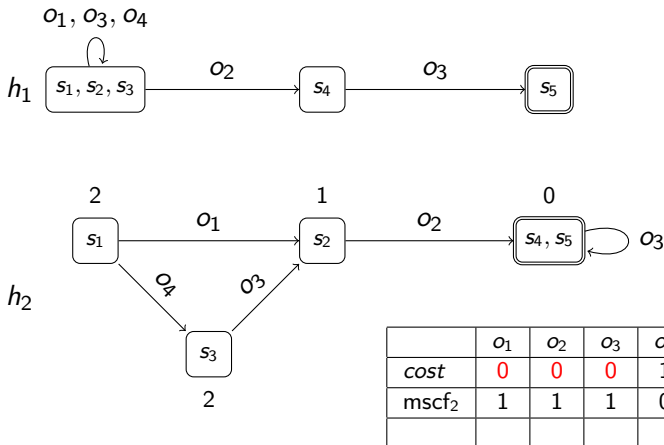 o₁, o₃, o₄
h₁
s₁, s₂, s₃
o₂
s₄
o₃
s₅
2
1
0
s₁
o₁
s₂
o₂
s₄, s₅
o₃
o₄
o₃
h₂
s₃
2
o₁ o₂ o₃
cost 0 0 0 1
mscf₂ 1 1 1